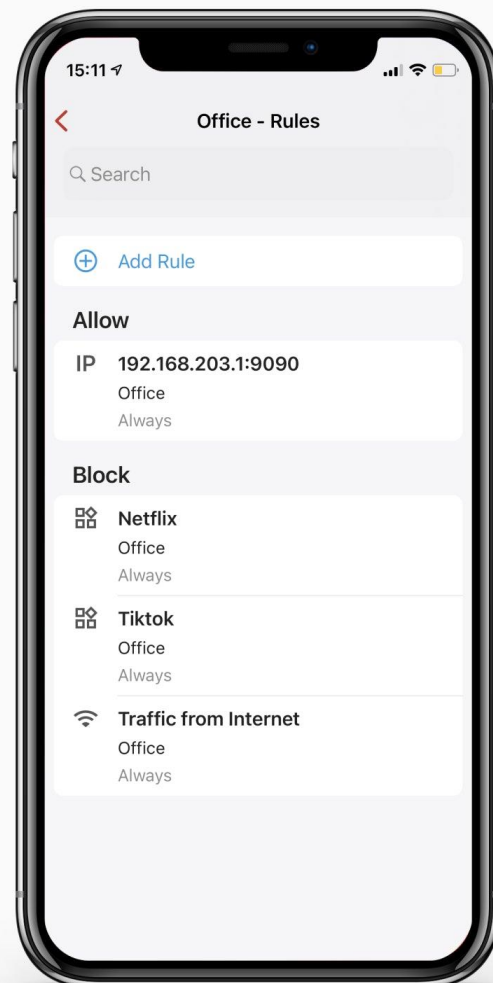 15:11
Office - Rules
Search
Add Rule
Allow
IP 192.168.203.1:9090
Office
Always
Block
Netflix
Office
Always
Tiktok
Office
Always
Traffic from Internet
Office
Always